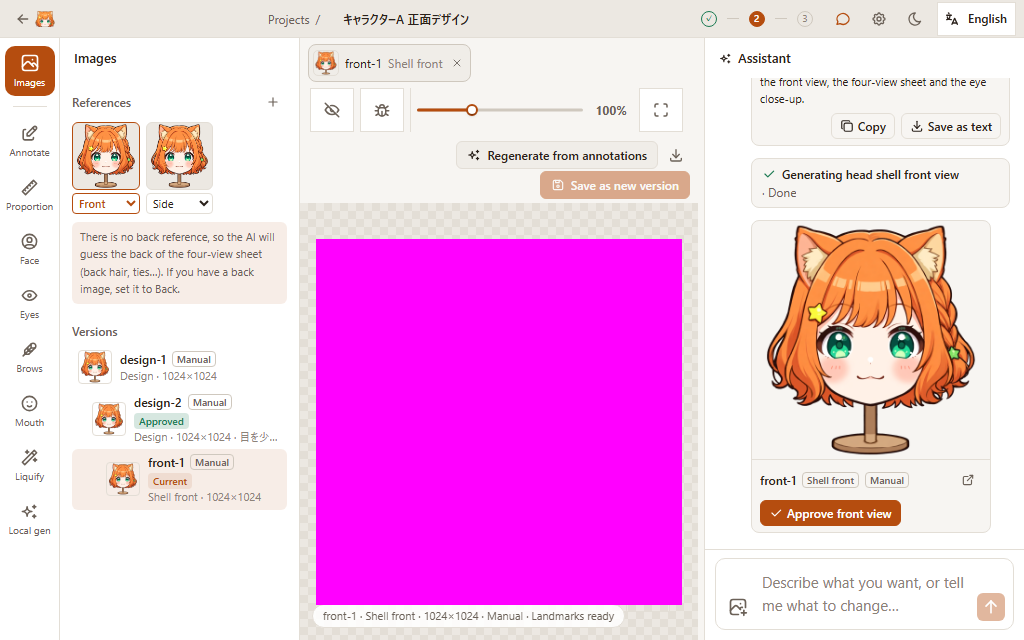 Projects / キャラクターA 正面デザイン
2
3
English
Images
Annotate
Proportion
Face
Eyes
Brows
Mouth
Liquify
Local gen
Images
References
Front
Side
There is no back reference, so the AI will
guess the back of the four-view sheet
(back hair, ties...). If you have a back
image, set it to Back.
Versions
design-1 Manual
Design · 1024×1024
design-2 Manual
Approved
Design · 1024×1024 · 目を少...
front-1 Manual
Current
Shell front · 1024×1024
front-1 Shell front
100%
Regenerate from annotations
Save as new version
front-1 · Shell front · 1024×1024 · Manual · Landmarks ready
Assistant
the front view, the four-view sheet and the eye
close-up.
Copy
Save as text
Generating head shell front view
· Done
front-1 Shell front Manual
Approve front view
Describe what you want, or tell
me what to change...